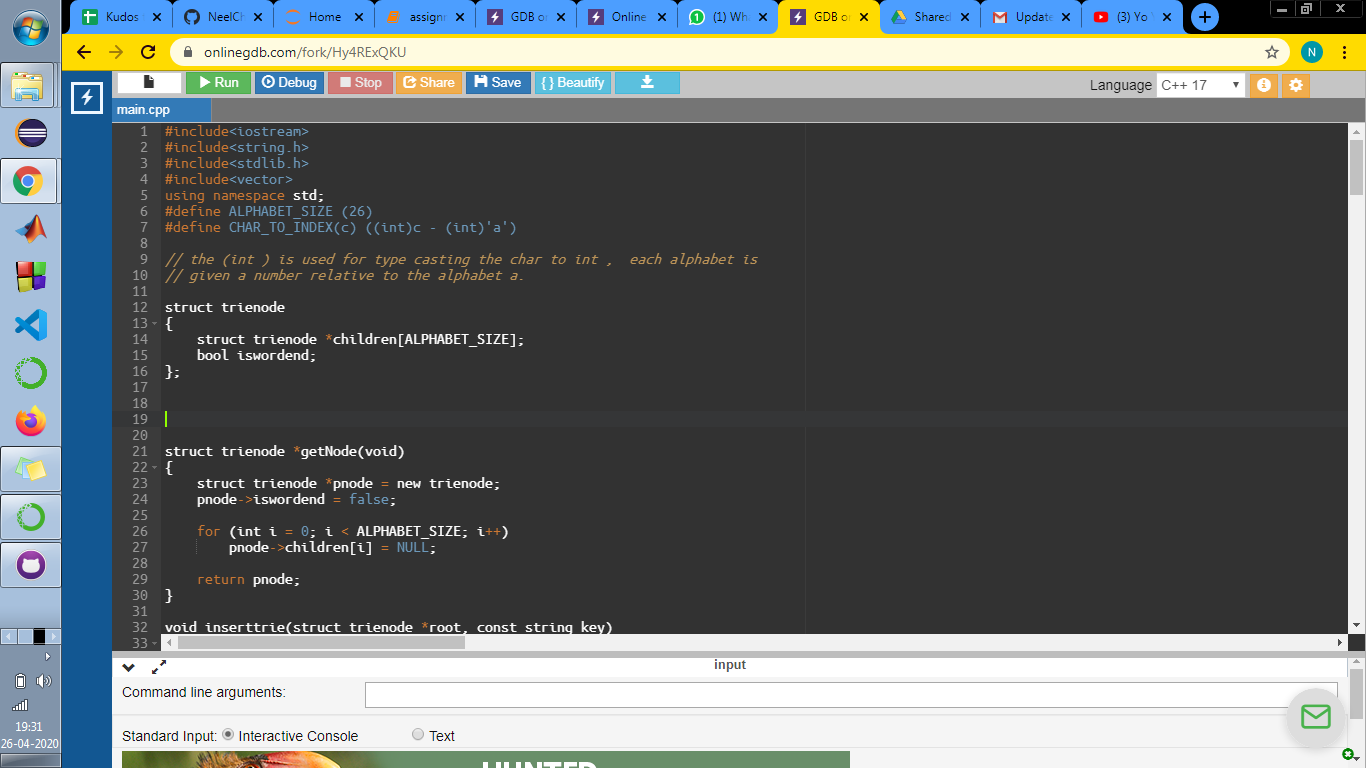 Kudos
NeelCh
Home
assignr
GDB or
Online
(1) Wh
GDB or
Shared
Update
(3) Yo
onlinegdb.com/fork/Hy4RExQKU
N
Run
Debug
Stop
Share
Save
{ } Beautify
Language
C++ 17
main.cpp
1 #include<iostream>
2 #include<string.h>
3 #include<stdlib.h>
4 #include<vector>
5 using namespace std;
6 #define ALPHABET_SIZE (26)
7 #define CHAR_TO_INDEX(c) ((int)c - (int)'a')
8
9 // the (int ) is used for type casting the char to int ,  each alphabet is
10 // given a number relative to the alphabet a.
11
12 struct trienode
13 {
14     struct trienode *children[ALPHABET_SIZE];
15     bool iswordend;
16 };
17
18
19
20
21 struct trienode *getNode(void)
22 {
23     struct trienode *pnode = new trienode;
24     pnode->iswordend = false;
25
26     for (int i = 0; i < ALPHABET_SIZE; i++)
27         pnode->children[i] = NULL;
28
29     return pnode;
30 }
31
32 void inserttrie(struct trienode *root, const string key)
33
input
Command line arguments:
Standard Input: Interactive Console Text
HUNTED
19:31
26-04-2020